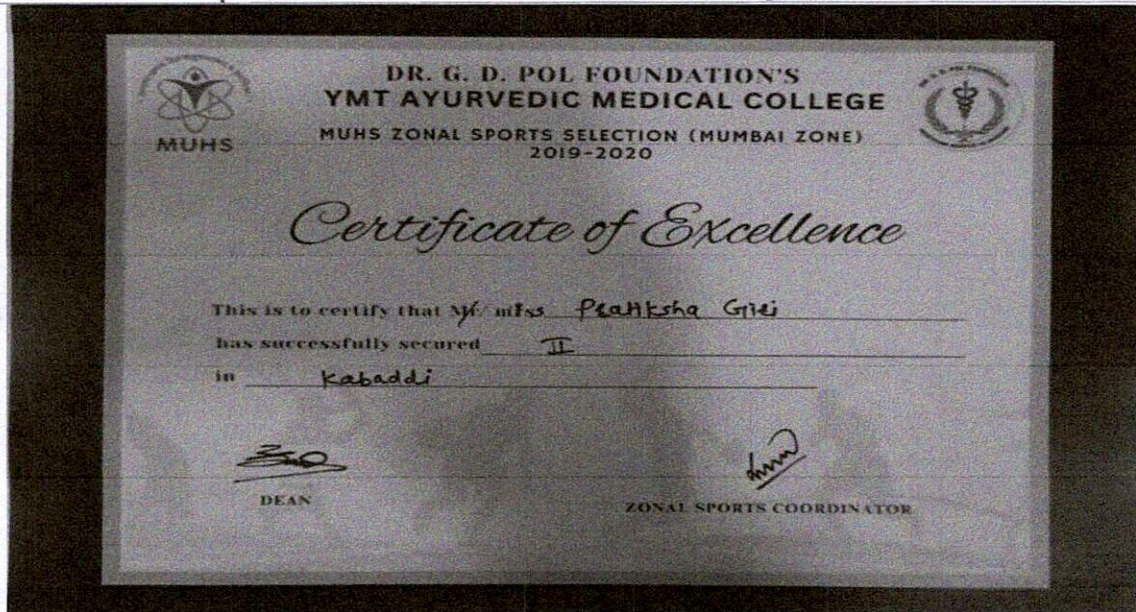 DR. G. D. POL FOUNDATION'S
YMT AYURVEDIC MEDICAL COLLEGE
MUHS ZONAL SPORTS SELECTION (MUMBAI ZONE)
2019-2020
MUHS
Certificate of Excellence
This is to certify that Mr/ miss Pratiksha Giri
has successfully secured II
in Kabaddi
DEAN
ZONAL SPORTS COORDINATOR